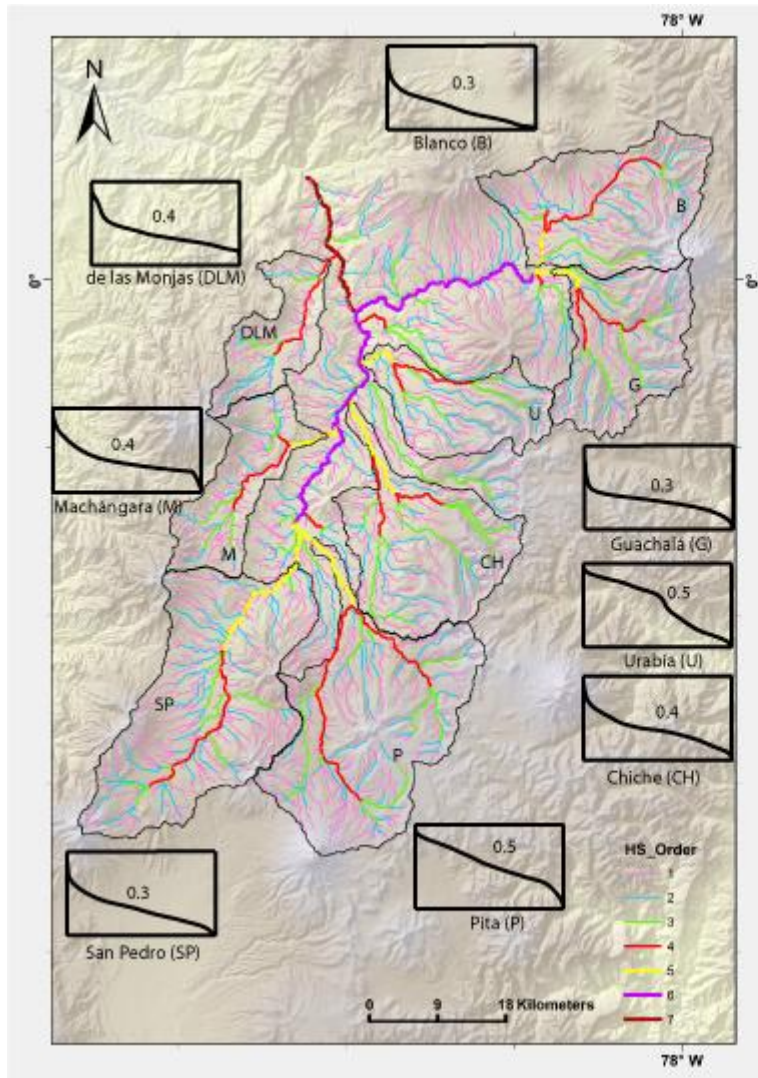 78° W
N
0.3
Blanco (B)
B
0.4
de las Monjas (DLM)
0°
0°
DLM
G
U
0.4
Machángara (M)
0.3
Guachalá (G)
M
CH
0.5
Urabía (U)
SP
0.4
Chiche (CH)
P
0.5
Pita (P)
0.3
San Pedro (SP)
HS_Order
1
2
3
4
5
6
7
0 9 18 Kilometers
78° W